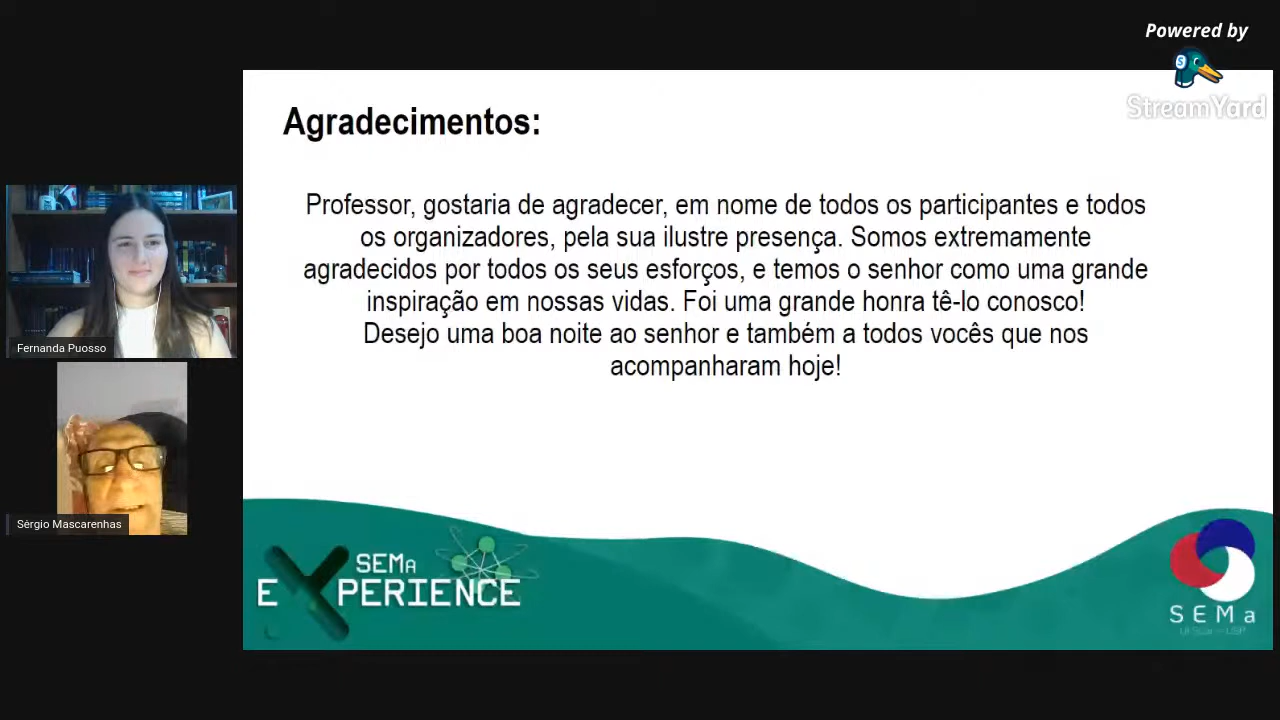 Powered by
StreamYard
Agradecimentos:
Professor, gostaria de agradecer, em nome de todos os participantes e todos
os organizadores, pela sua ilustre presença. Somos extremamente
agradecidos por todos os seus esforços, e temos o senhor como uma grande
inspiração em nossas vidas. Foi uma grande honra tê-lo conosco!
Desejo uma boa noite ao senhor e também a todos vocês que nos
acompanharam hoje!
Fernanda Puosso
Sérgio Mascarenhas
SEMa
EXPERIENCE
SEMa